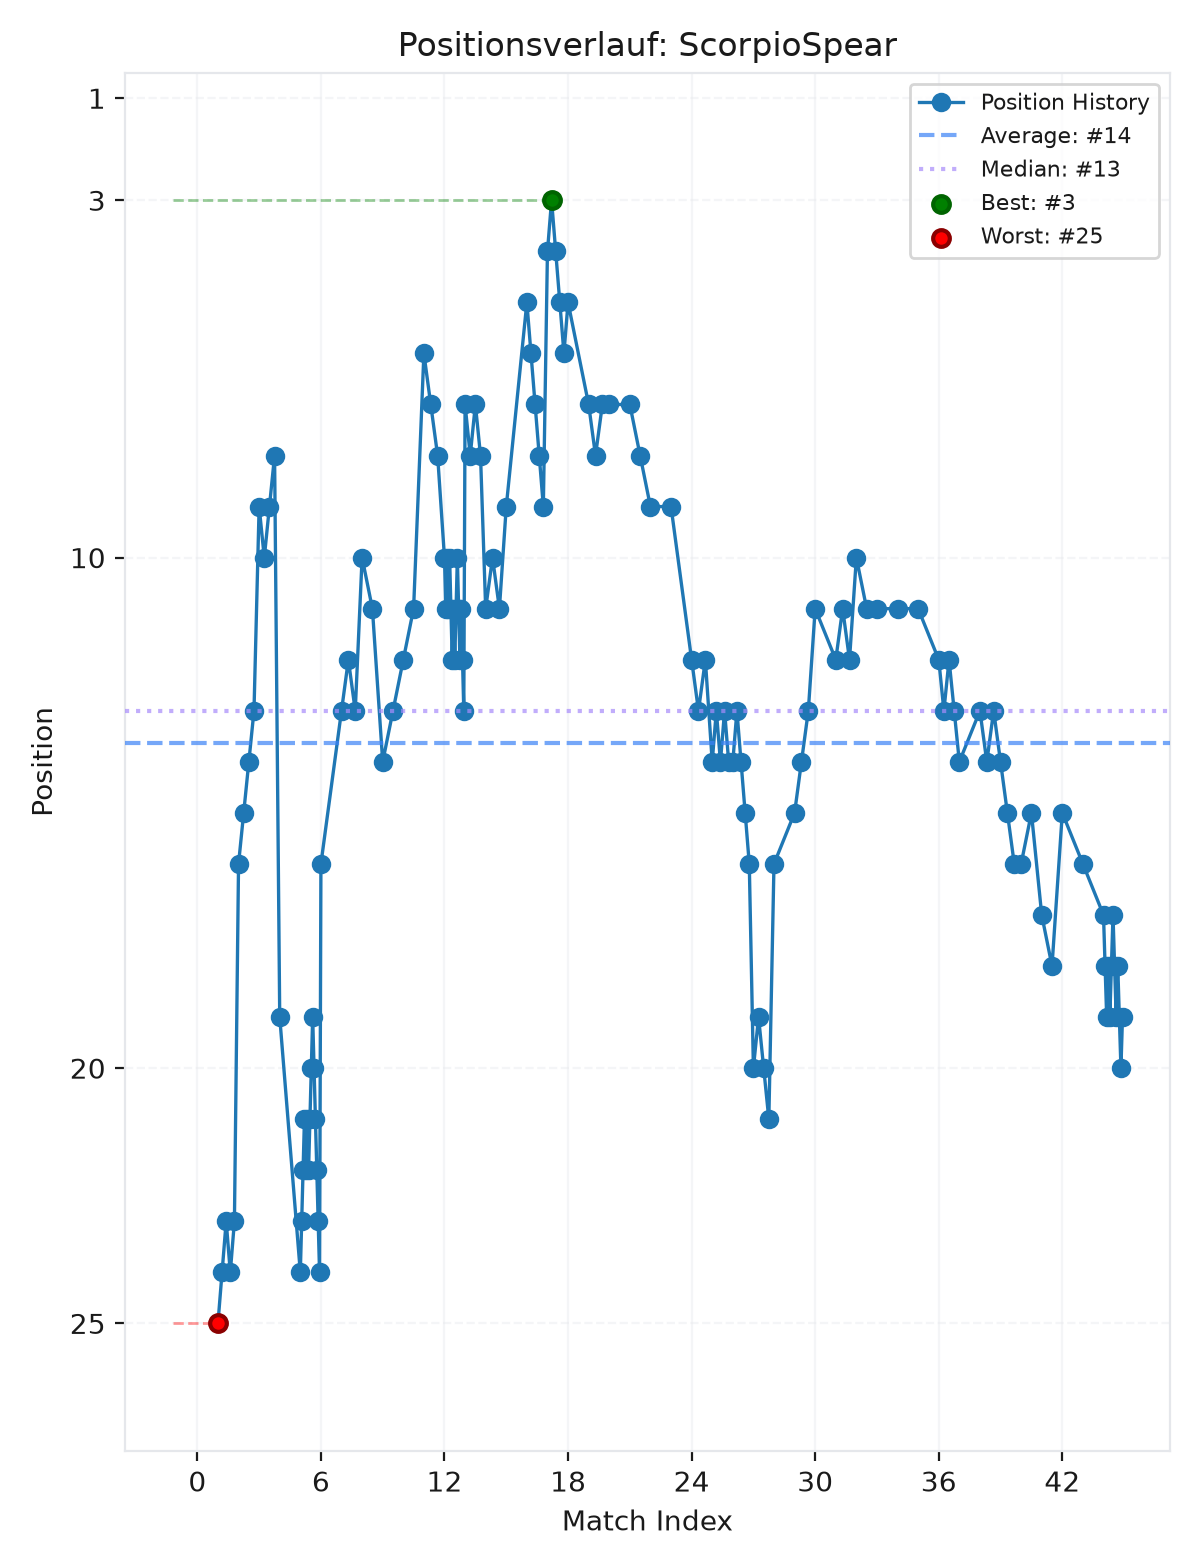 Positionsverlauf: ScorpioSpear
Position History
Average: #14
Median: #13
Best: #3
Worst: #25
1
3
10
20
25
Position
0 6 12 18 24 30 36 42
Match Index